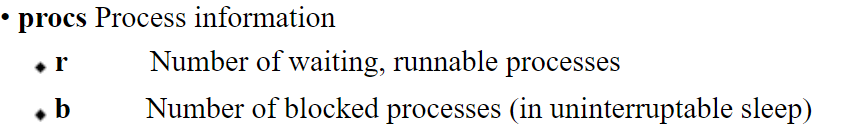 • procs Process information
◆ r Number of waiting, runnable processes
◆ b Number of blocked processes (in uninterruptable sleep)